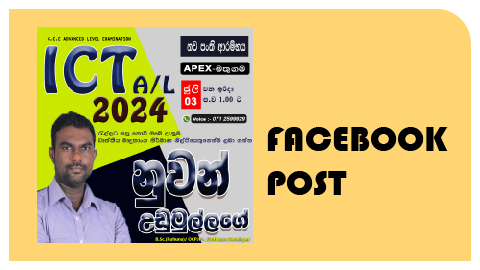 G.C.C ADVANCED LEVEL EXAMINATION
ICT A/L
2024
නව පංති ආරම්භය
APEX-මතුගම
ජූලි 03 වන ඉරිදා
ප.ව 1.00 ට
Voice :- 071 2599929
FACEBOOK
POST
නුවන්
උඩුමුල්ලගේ